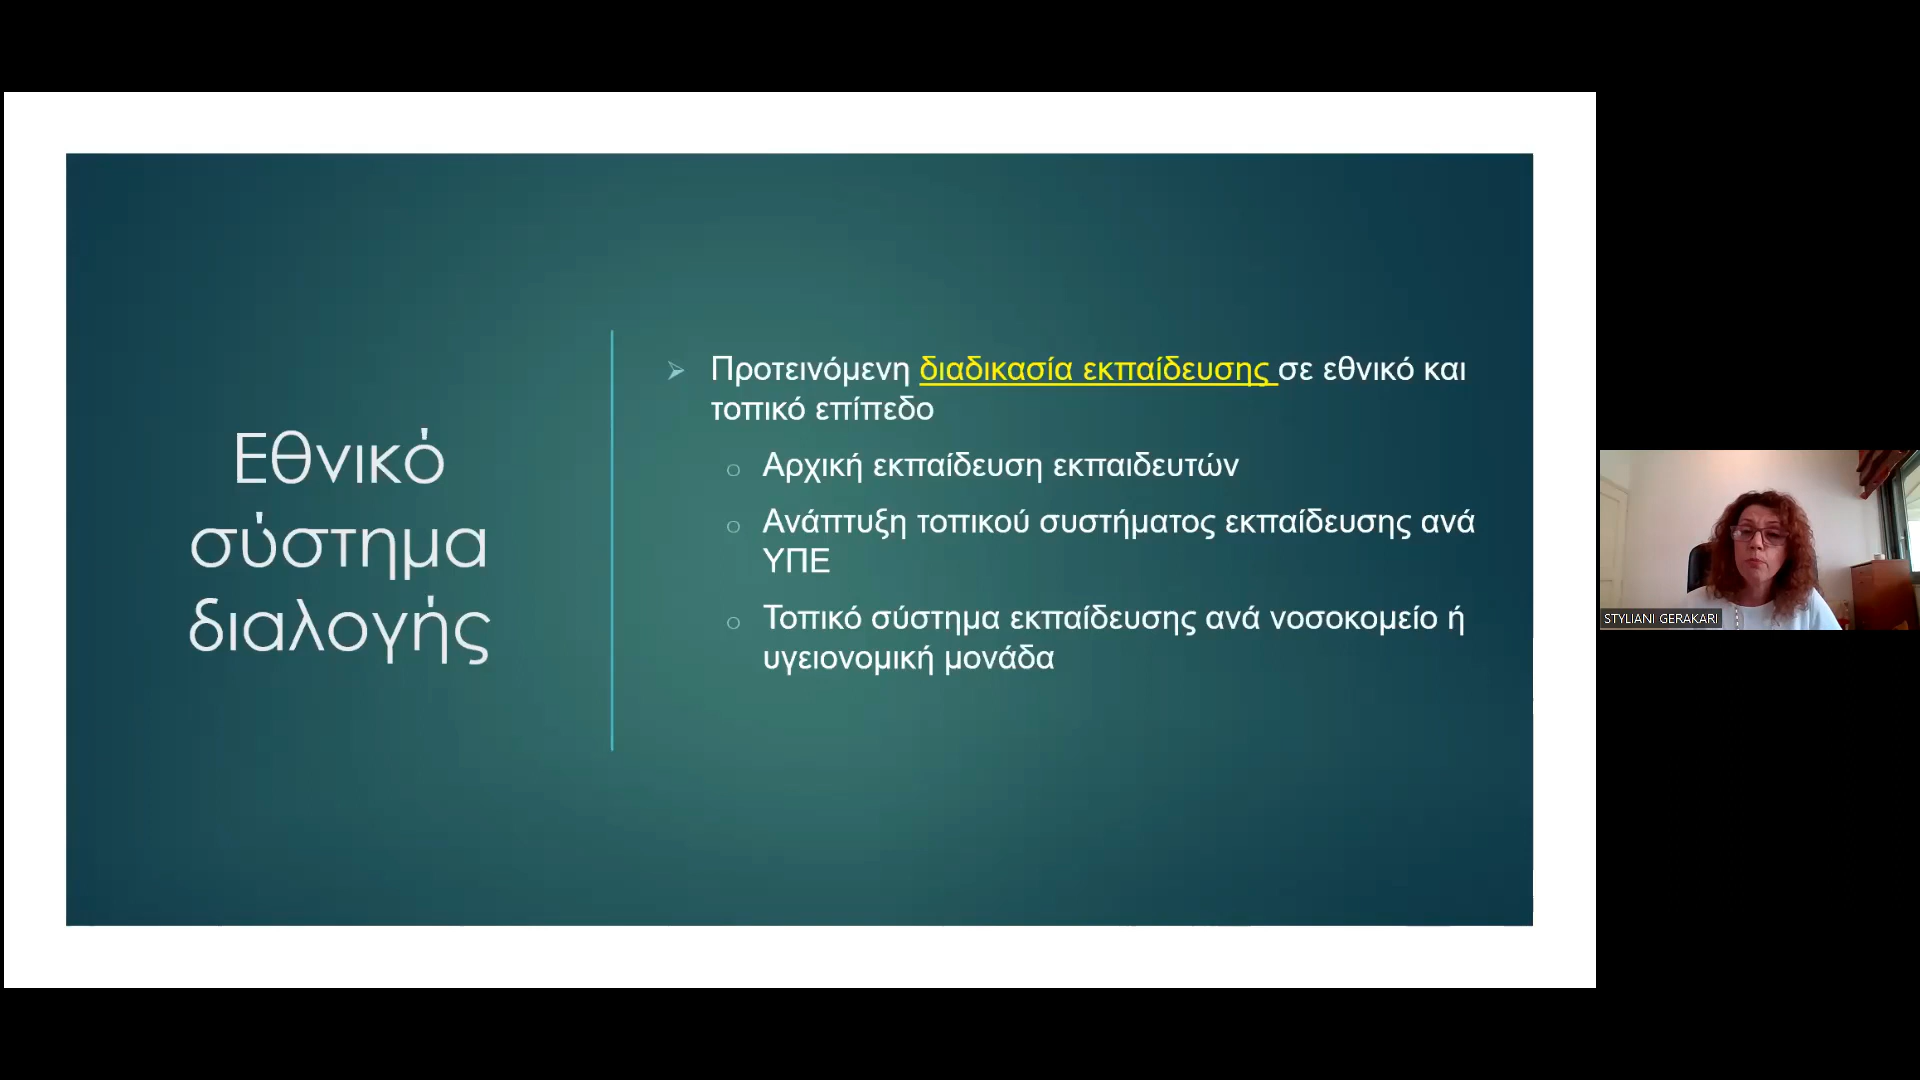 Εθνικό
σύστημα
διαλογής
Προτεινόμενη διαδικασία εκπαίδευσης σε εθνικό και
τοπικό επίπεδο
Αρχική εκπαίδευση εκπαιδευτών
Ανάπτυξη τοπικού συστήματος εκπαίδευσης ανά
ΥΠΕ
Τοπικό σύστημα εκπαίδευσης ανά νοσοκομείο ή
υγειονομική μονάδα
STYLIANI GERAKARI